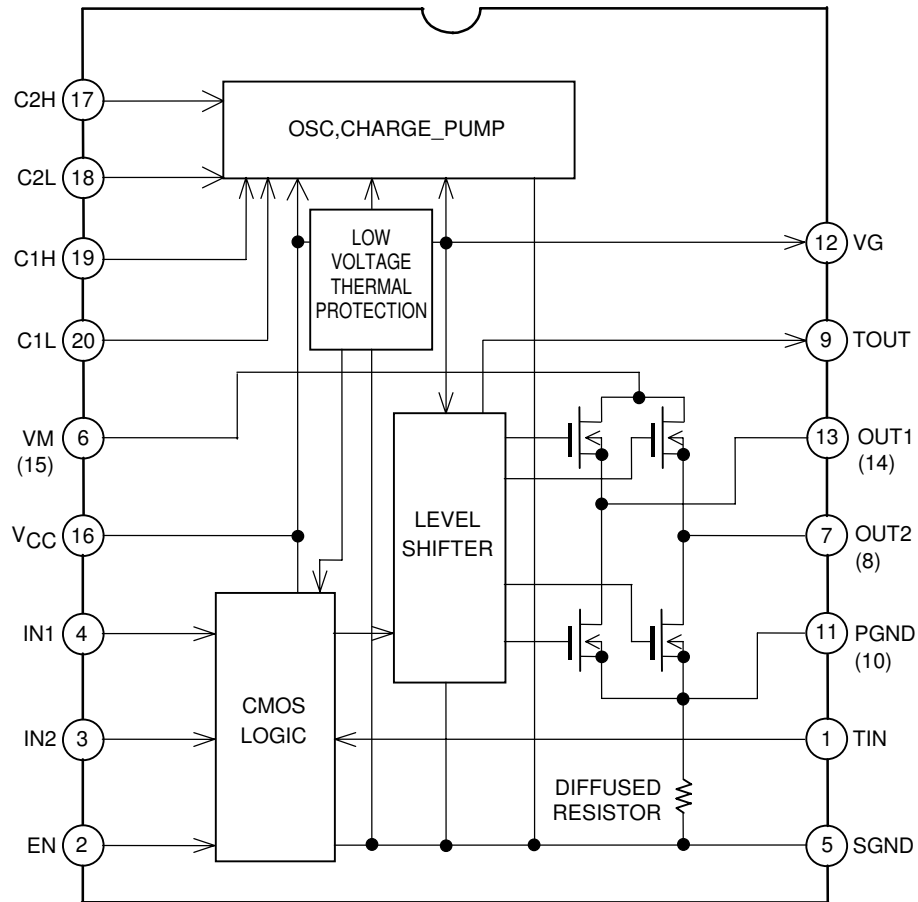 C2H 17
OSC,CHARGE_PUMP
C2L 18
LOW
VOLTAGE
THERMAL
PROTECTION
12 VG
C1H 19
C1L 20
9 TOUT
VM 6
(15)
13 OUT1
(14)
LEVEL
SHIFTER
VCC 16
7 OUT2
(8)
IN1 4
11 PGND
(10)
CMOS
LOGIC
IN2 3
1 TIN
DIFFUSED
RESISTOR
EN 2
5 SGND